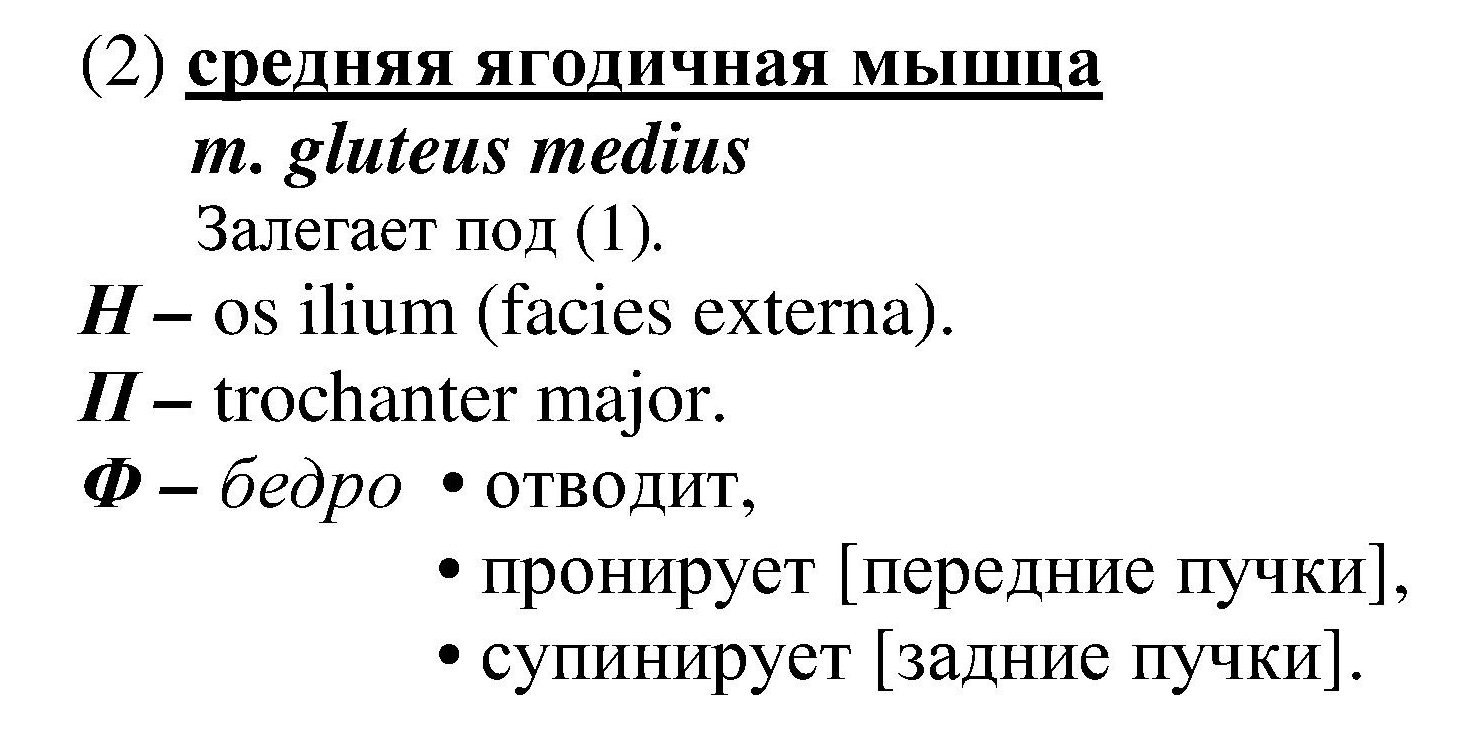 (2) средняя ягодичная мышца
m. gluteus medius
Залегает под (1).
Н – os ilium (facies externa).
П – trochanter major.
Ф – бедро • отводит,
• пронирует [передние пучки],
• супинирует [задние пучки].